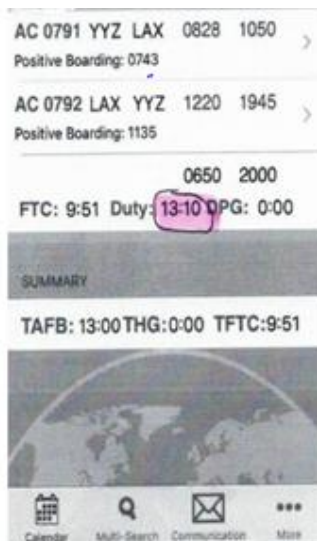 AC 0791 YYZ LAX 0828 1050
Positive Boarding: 0743
AC 0792 LAX YYZ 1220 1945
Positive Boarding: 1135
0650 2000
FTC: 9:51 Duty: 13:10 DPG: 0:00
SUMMARY
TAFB: 13:00 THG:0:00 TFTC:9:51
Calendar Multi-Search Communication More